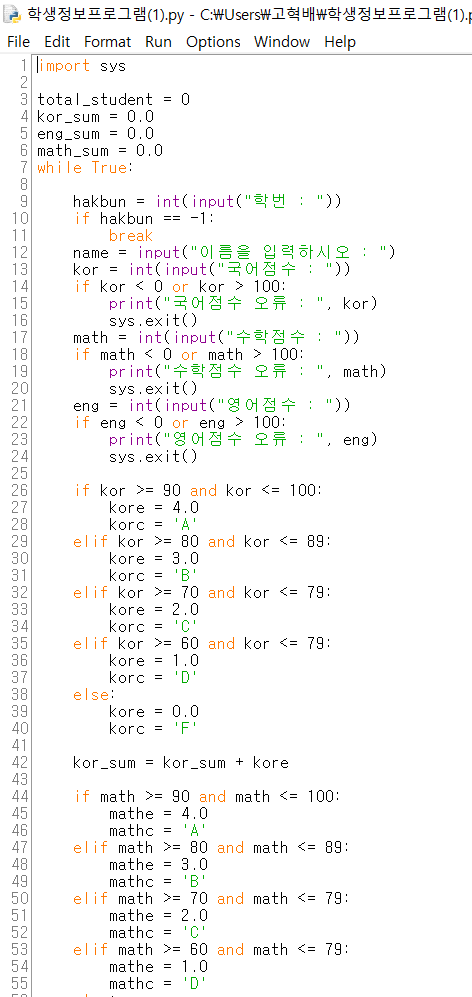 학생정보프로그램(1).py - C:₩Users₩고혁배₩학생정보프로그램(1).p
File Edit Format Run Options Window Help
1 import sys
2
3 total_student = 0
4 kor_sum = 0.0
5 eng_sum = 0.0
6 math_sum = 0.0
7 while True:
8
9 hakbun = int(input("학번 : "))
10 if hakbun == -1:
11 break
12 name = input("이름을 입력하시오 : ")
13 kor = int(input("국어점수 : "))
14 if kor < 0 or kor > 100:
15 print("국어점수 오류 : ", kor)
16 sys.exit()
17 math = int(input("수학점수 : "))
18 if math < 0 or math > 100:
19 print("수학점수 오류 : ", math)
20 sys.exit()
21 eng = int(input("영어점수 : "))
22 if eng < 0 or eng > 100:
23 print("영어점수 오류 : ", eng)
24 sys.exit()
25
26 if kor >= 90 and kor <= 100:
27 kore = 4.0
28 korc = 'A'
29 elif kor >= 80 and kor <= 89:
30 kore = 3.0
31 korc = 'B'
32 elif kor >= 70 and kor <= 79:
33 kore = 2.0
34 korc = 'C'
35 elif kor >= 60 and kor <= 79:
36 kore = 1.0
37 korc = 'D'
38 else:
39 kore = 0.0
40 korc = 'F'
41
42 kor_sum = kor_sum + kore
43
44 if math >= 90 and math <= 100:
45 mathe = 4.0
46 mathc = 'A'
47 elif math >= 80 and math <= 89:
48 mathe = 3.0
49 mathc = 'B'
50 elif math >= 70 and math <= 79:
51 mathe = 2.0
52 mathc = 'C'
53 elif math >= 60 and math <= 79:
54 mathe = 1.0
55 mathc = 'D'